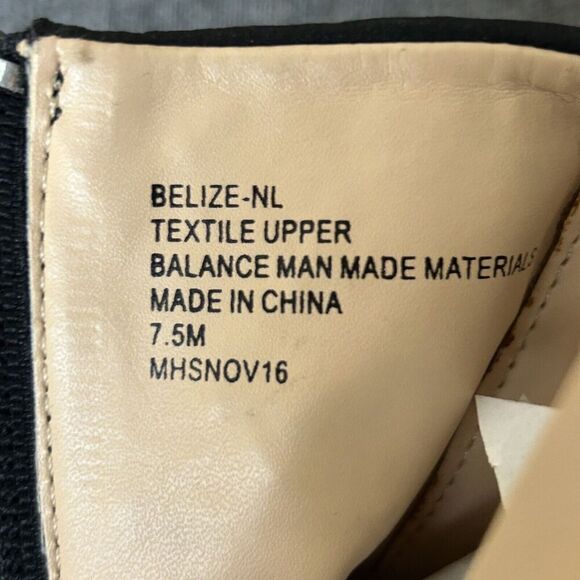 BELIZE-NL
TEXTILE UPPER
BALANCE MAN MADE MATERIALS
MADE IN CHINA
7.5M
MHSNOV16